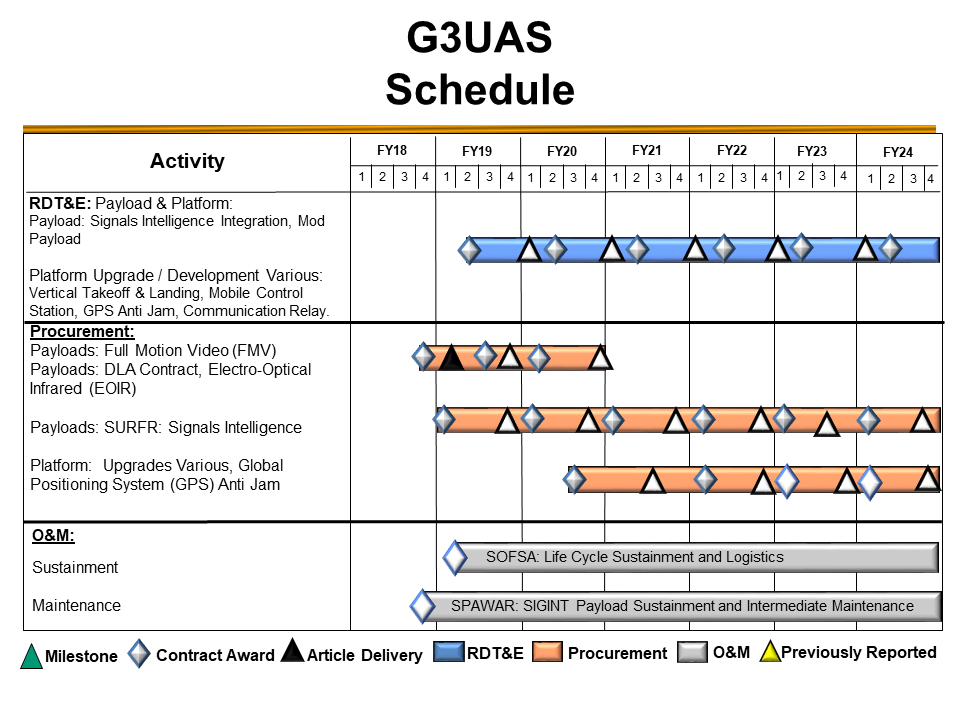 G3UAS
Schedule
Activity
FY18 FY19 FY20 FY21 FY22 FY23 FY24
1 2 3 4 1 2 3 4 1 2 3 4 1 2 3 4 1 2 3 4 1 2 3 4 1 2 3 4
RDT&E: Payload & Platform:
Payload: Signals Intelligence Integration, Mod
Payload
Platform Upgrade / Development Various:
Vertical Takeoff & Landing, Mobile Control
Station, GPS Anti Jam, Communication Relay.
Procurement:
Payloads: Full Motion Video (FMV)
Payloads: DLA Contract, Electro-Optical
Infrared (EOIR)
Payloads: SURFR: Signals Intelligence
Platform: Upgrades Various, Global
Positioning System (GPS) Anti Jam
O&M:
Sustainment
SOFSA: Life Cycle Sustainment and Logistics
Maintenance
SPAWAR: SIGINT Payload Sustainment and Intermediate Maintenance
Milestone Contract Award Article Delivery RDT&E Procurement O&M Previously Reported